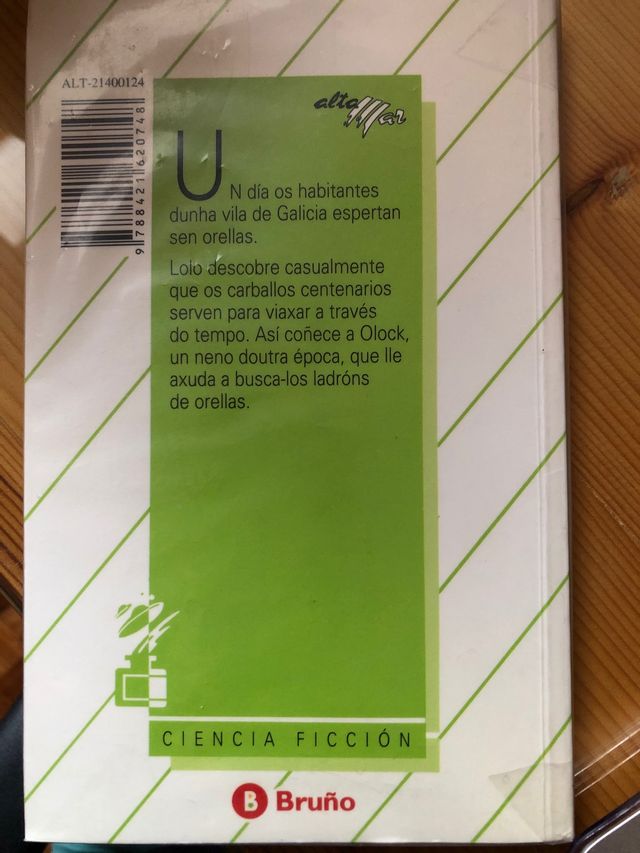 ALT-21400124
9 788421 620748
alta Mar
UN día os habitantes
dunha vila de Galicia espertan
sen orellas.
Lolo descobre casualmente
que os carballos centenarios
serven para viaxar a través
do tempo. Así coñece a Olock,
un neno doutra época, que lle
axuda a busca-los ladróns
de orellas.
CIENCIA FICCIÓN
B Bruño